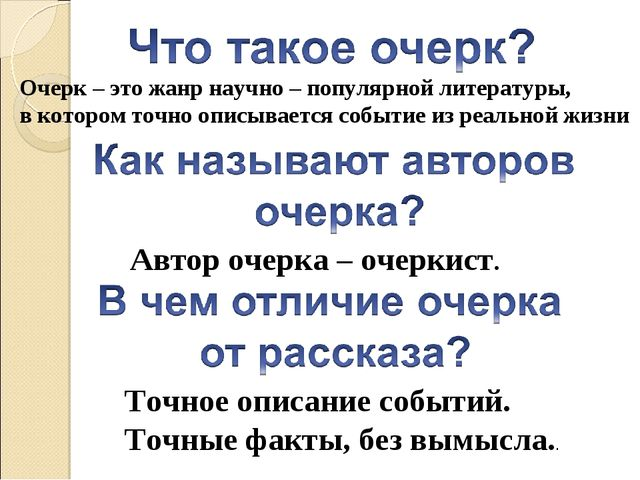 Что такое очерк?
Очерк – это жанр научно – популярной литературы,
в котором точно описывается событие из реальной жизни
Как называют авторов
очерка?
Автор очерка – очеркист.
В чем отличие очерка
от рассказа?
Точное описание событий.
Точные факты, без вымысла..